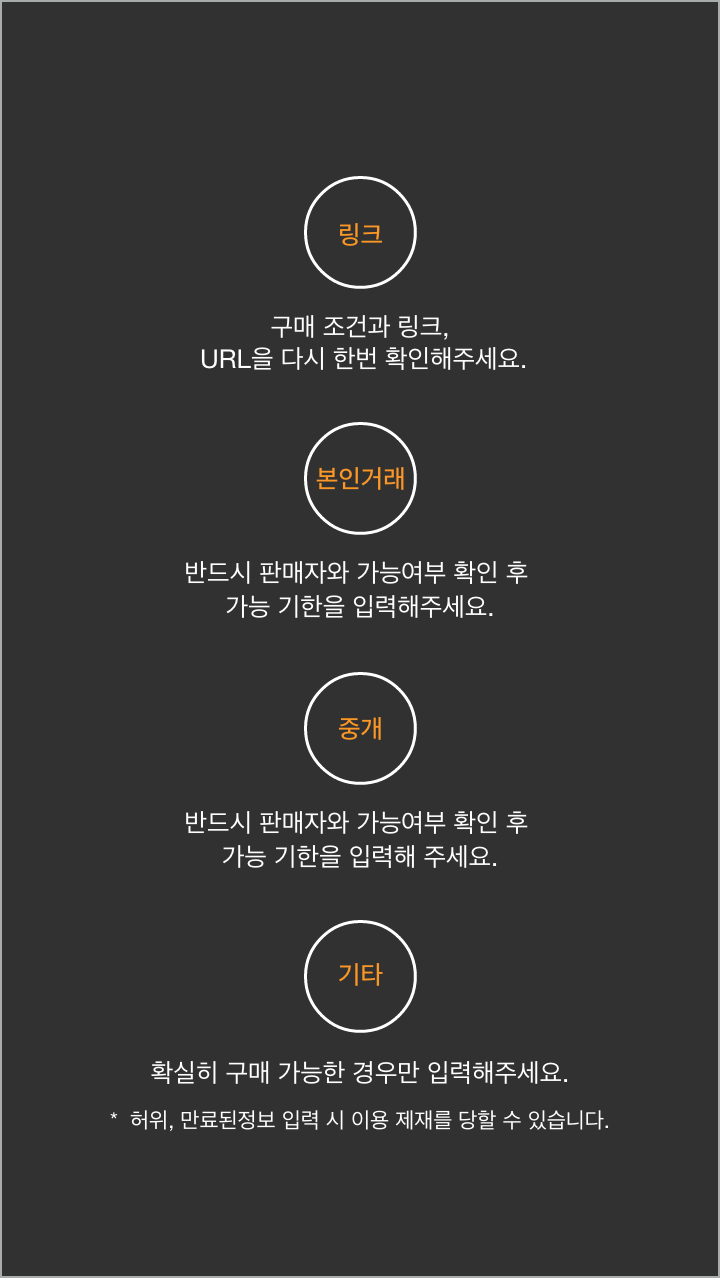 링크
구매 조건과 링크,
URL을 다시 한번 확인해주세요.
본인거래
반드시 판매자와 가능여부 확인 후
가능 기한을 입력해주세요.
중개
반드시 판매자와 가능여부 확인 후
가능 기한을 입력해 주세요.
기타
확실히 구매 가능한 경우만 입력해주세요.
* 허위, 만료된정보 입력 시 이용 제재를 당할 수 있습니다.